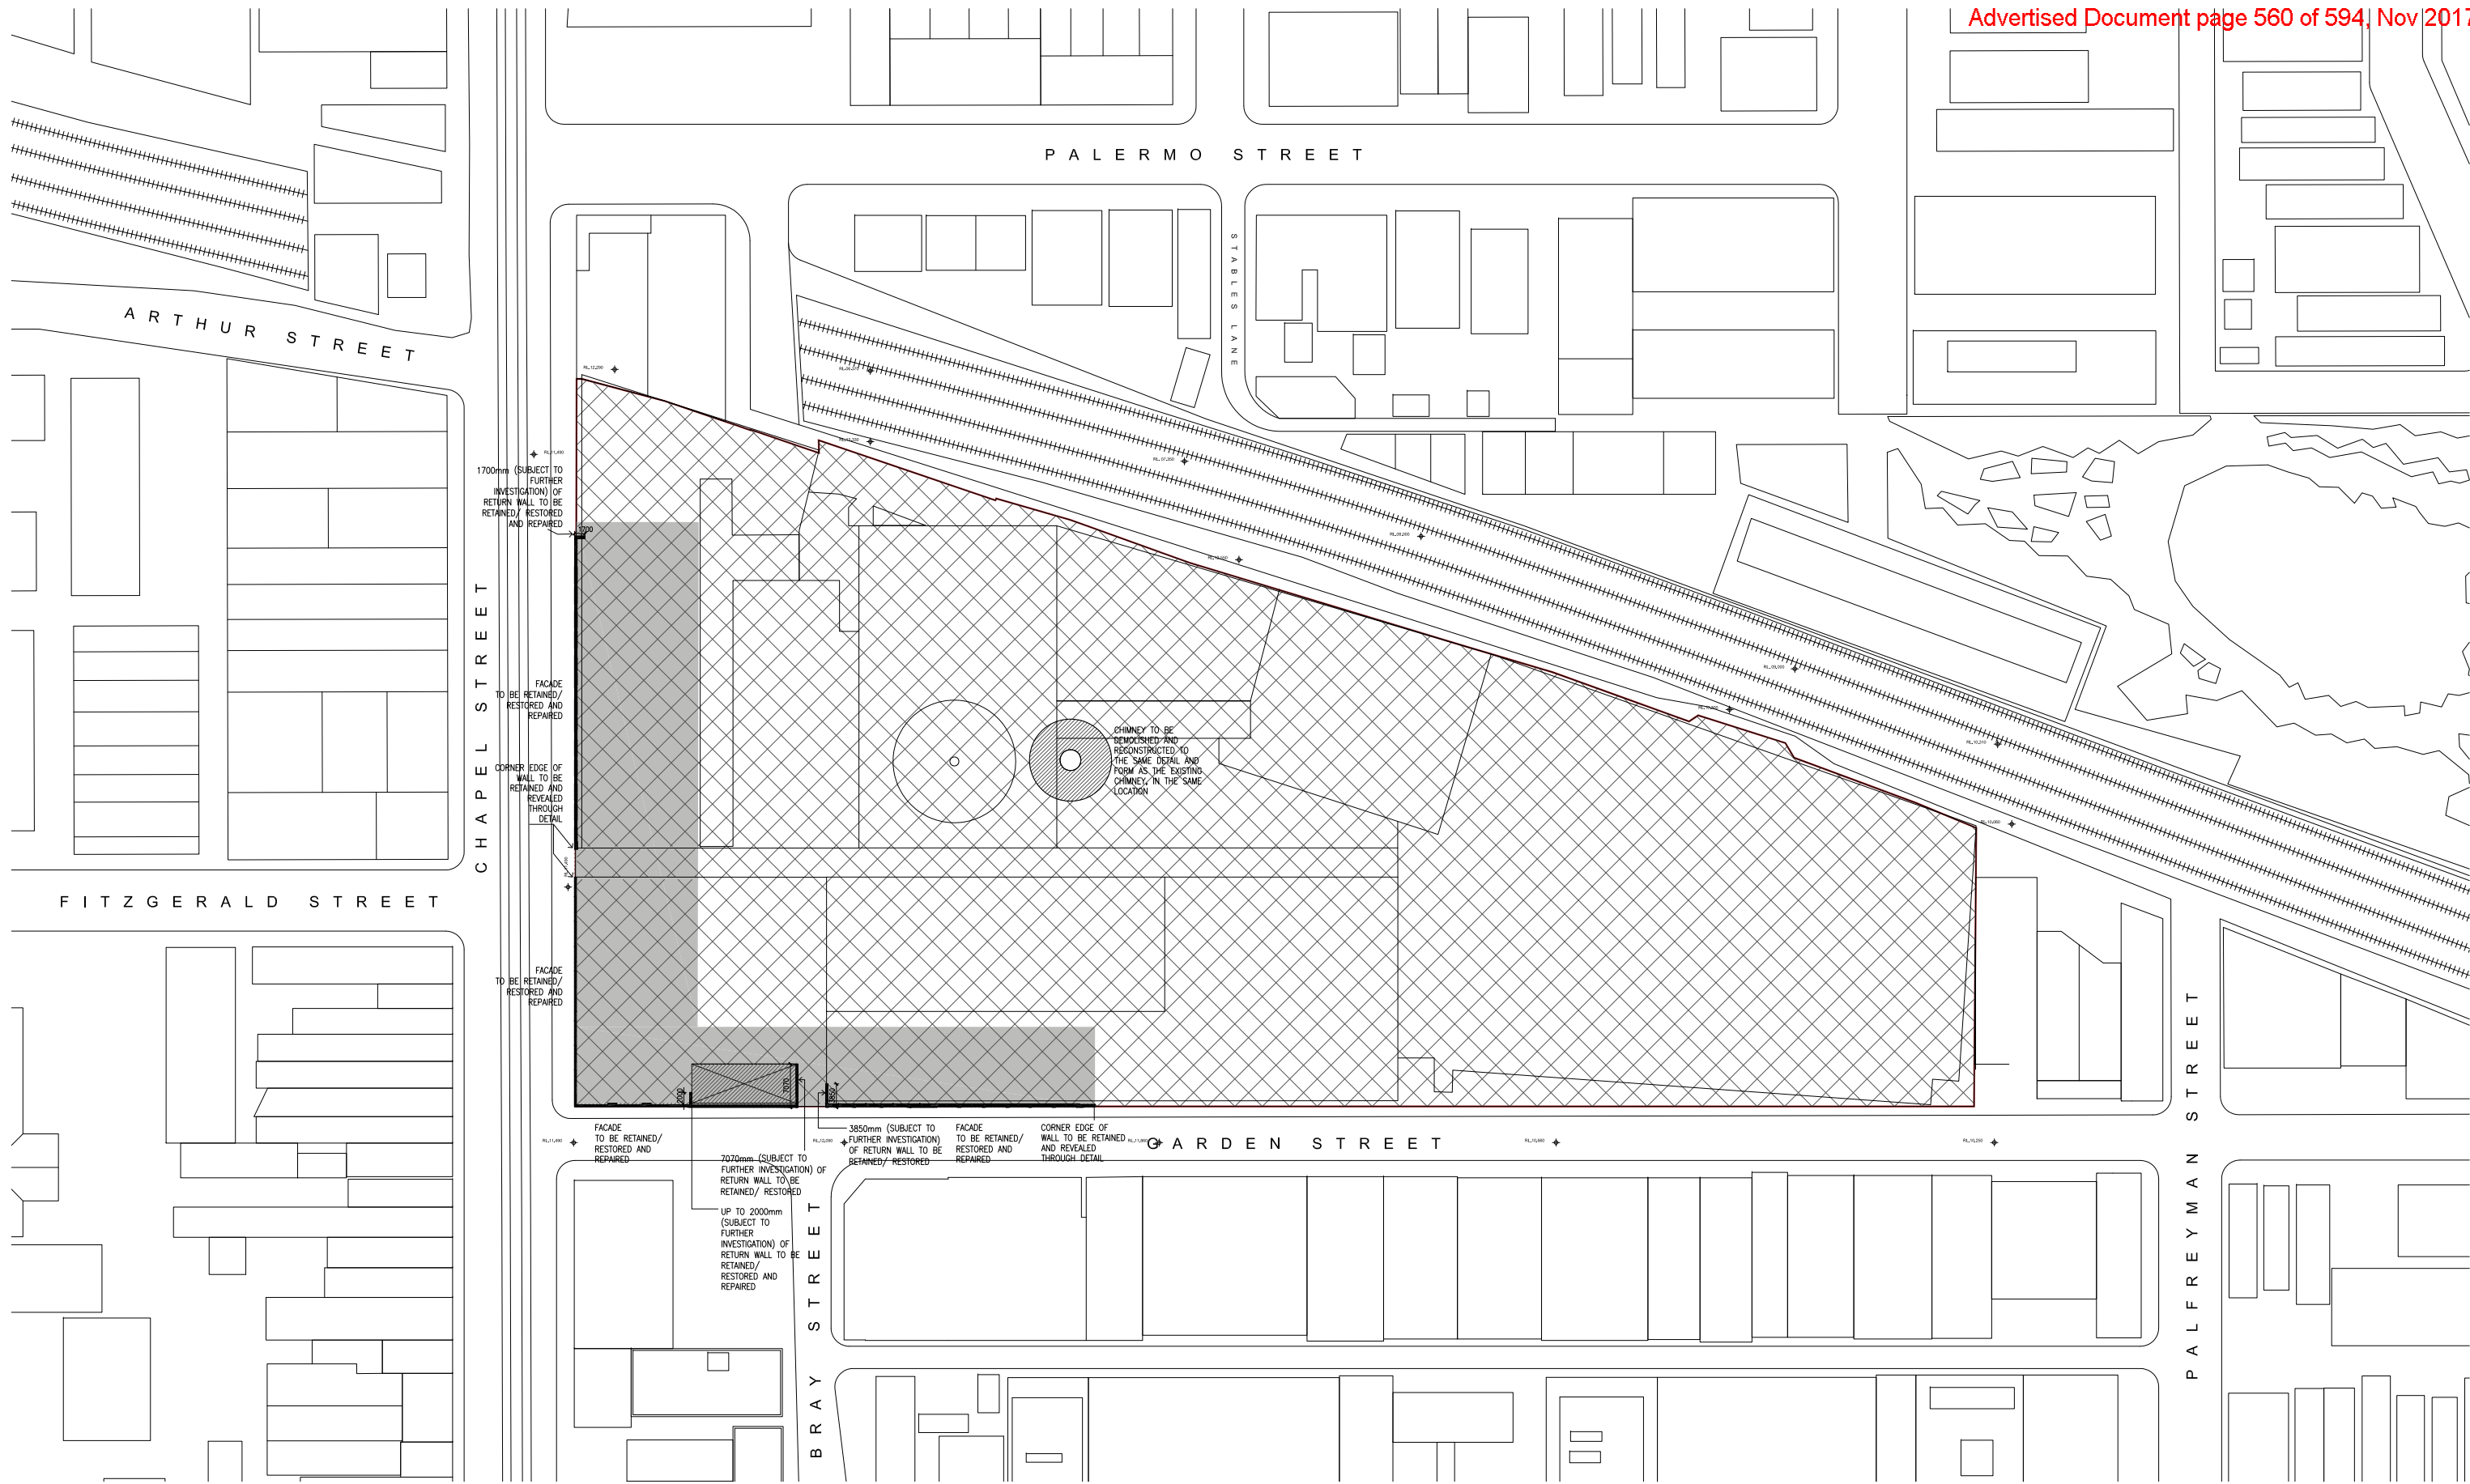 Advertised Document page 560 of 594, Nov 2017
PALERMO STREET
STABLES LANE
ARTHUR STREET
1700mm (SUBJECT TO
FURTHER
INVESTIGATION) OF
RETURN WALL TO BE
RETAINED/ RESTORED
AND REPAIRED
1700
CHAPEL STREET
FACADE
TO BE RETAINED/
RESTORED AND
REPAIRED
CHIMNEY TO BE
DEMOLISHED AND
RECONSTRUCTED TO
THE SAME DETAIL AND
FORM AS THE EXISTING
CHIMNEY, IN THE SAME
LOCATION
CORNER EDGE OF
WALL TO BE
RETAINED AND
REVEALED
THROUGH
DETAIL
FITZGERALD STREET
FACADE
TO BE RETAINED/
RESTORED AND
REPAIRED
2000
7070
3850
FACADE
TO BE RETAINED/
RESTORED AND
REPAIRED
3850mm (SUBJECT TO
FURTHER INVESTIGATION)
OF RETURN WALL TO BE
RETAINED/ RESTORED
FACADE
TO BE RETAINED/
RESTORED AND
REPAIRED
CORNER EDGE OF
WALL TO BE RETAINED
AND REVEALED
THROUGH DETAIL
GARDEN STREET
7070mm (SUBJECT TO
FURTHER INVESTIGATION) OF
RETURN WALL TO BE
RETAINED/ RESTORED
UP TO 2000mm
(SUBJECT TO
FURTHER
INVESTIGATION) OF
RETURN WALL TO BE
RETAINED/
RESTORED AND
REPAIRED
BRAY STREET
PALFREYMAN STREET